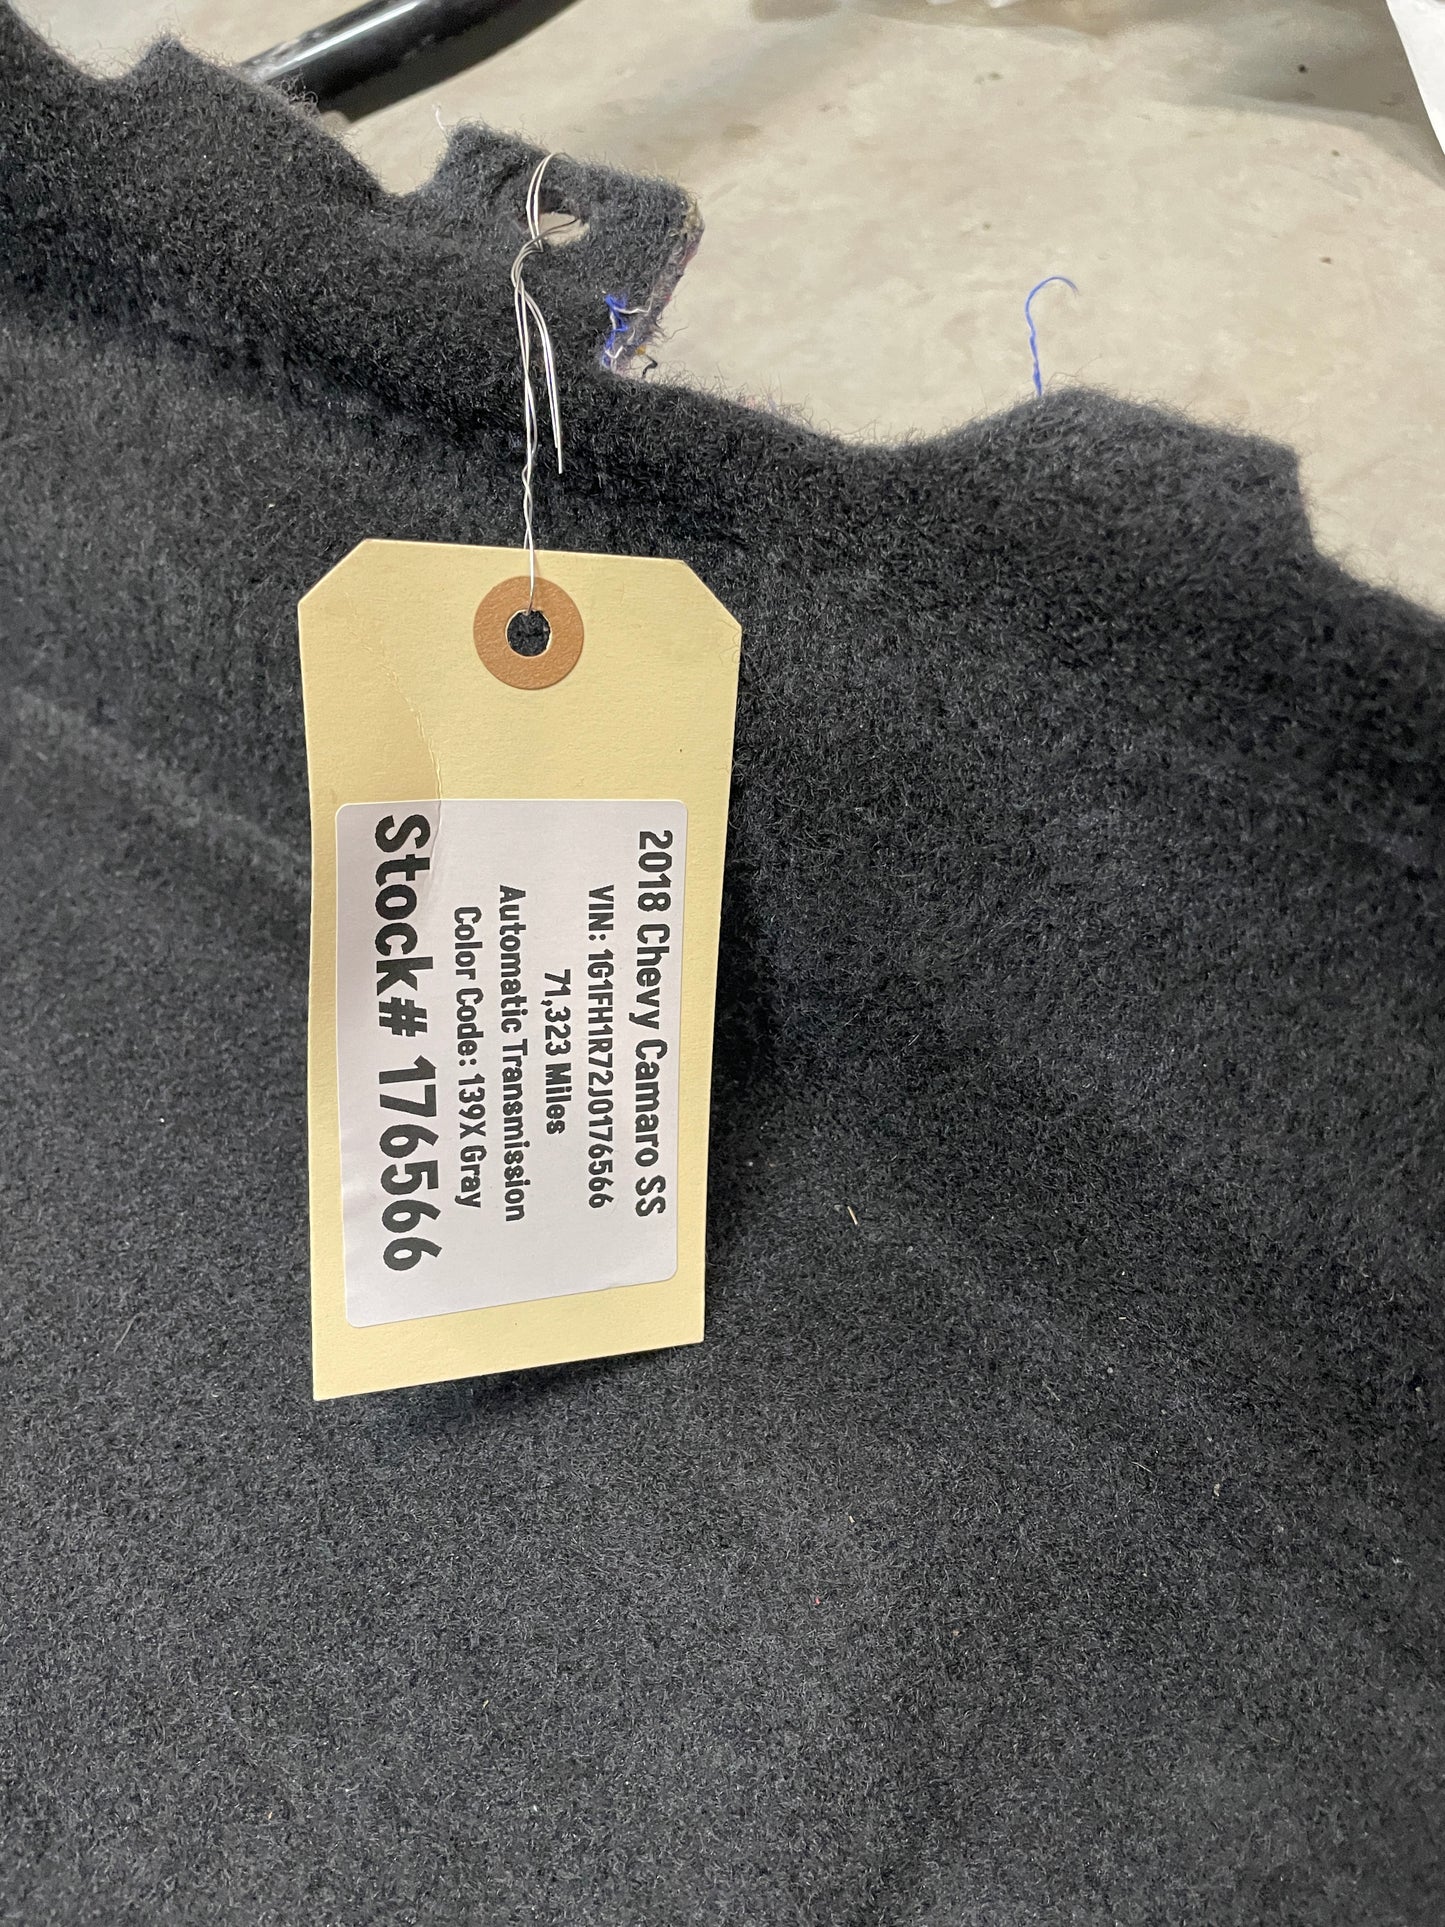 2018 Chevy Camaro SS
VIN: 1G1FH1R72J0176566
71,323 Miles
Automatic Transmission
Color Code: 139X Gray
Stock# 176566